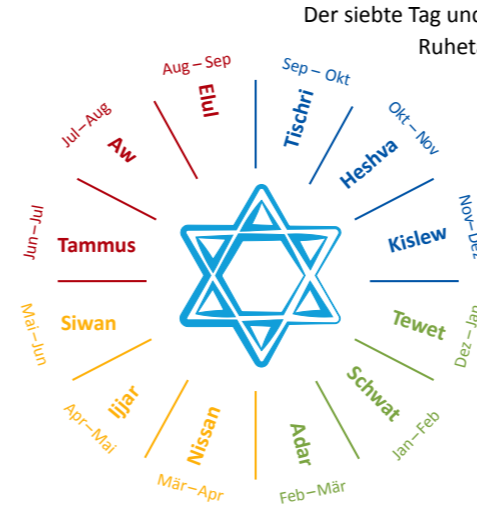 Der siebte Tag und
Ruheta
Sep – Okt
Tischri
Okt – Nov
Heshva
Nov– Dez
Kislew
Tewet
Dez – Jan
Schwat
Jan – Feb
Adar
Feb – Mär
Nissan
Mär – Apr
Ijjar
Apr – Mai
Siwan
Mai – Jun
Tammus
Jun – Jul
Aw
Jul – Aug
Elul
Aug – Sep